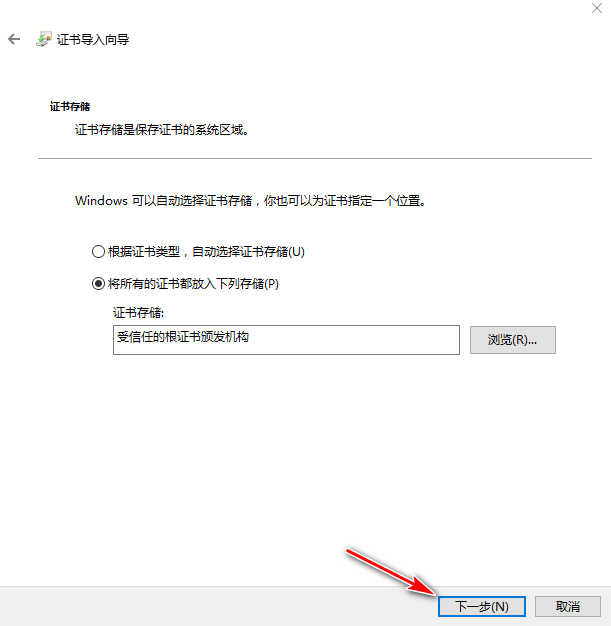 证书导入向导
证书存储
证书存储是保存证书的系统区域。
Windows 可以自动选择证书存储，你也可以为证书指定一个位置。
根据证书类型，自动选择证书存储(U)
将所有的证书都放入下列存储(P)
证书存储:
受信任的根证书颁发机构
浏览(R)...
下一步(N)
取消